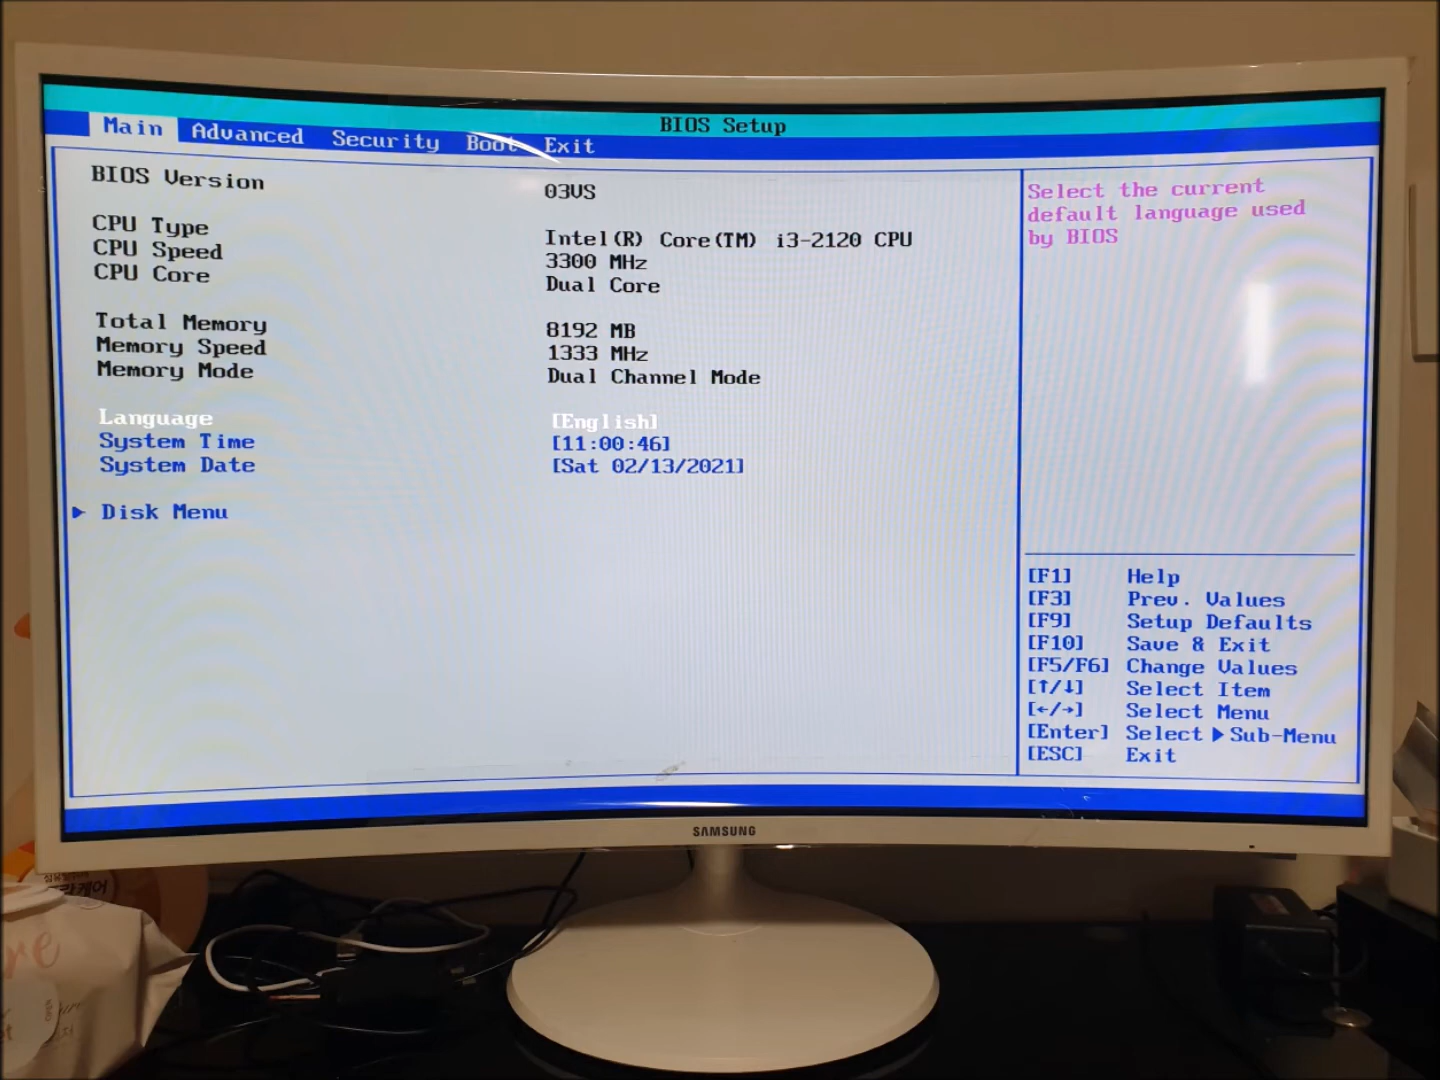 BIOS Setup
Main Advanced Security Boot Exit
BIOS Version 03VS
CPU Type Intel(R) Core(TM) i3-2120 CPU
CPU Speed 3300 MHz
CPU Core Dual Core
Total Memory 8192 MB
Memory Speed 1333 MHz
Memory Mode Dual Channel Mode
Language [English]
System Time [11:00:46]
System Date [Sat 02/13/2021]
▶ Disk Menu
Select the current
default language used
by BIOS
[F1] Help
[F3] Prev. Values
[F9] Setup Defaults
[F10] Save & Exit
[F5/F6] Change Values
[↑/↓] Select Item
[←/→] Select Menu
[Enter] Select ▶ Sub-Menu
[ESC] Exit
SAMSUNG